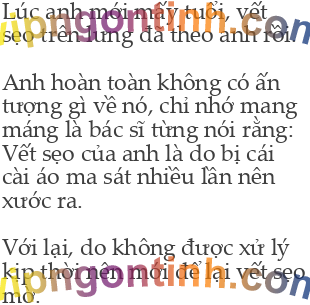 Lúc anh mới mấy tuổi, vết
sẹo trên lưng đã theo anh rồi.
Anh hoàn toàn không có ấn
tượng gì về nó, chỉ nhớ mang
máng là bác sĩ từng nói rằng:
Vết sẹo của anh là do bị cái
cài áo ma sát nhiều lần nên
xước ra.
Với lại, do không được xử lý
kịp thời nên mới để lại vết sẹo
mờ.